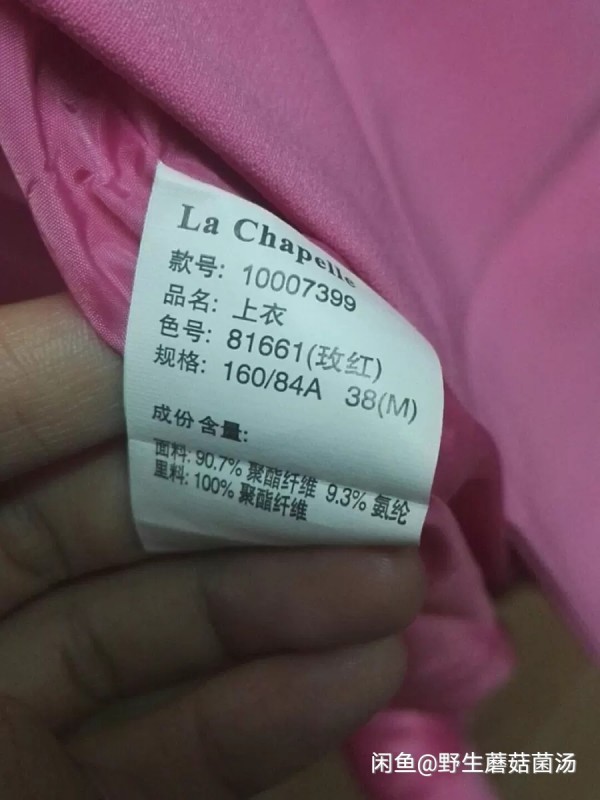 La Chapelle
款号: 10007399
品名: 上衣
色号: 81661(玫红)
规格: 160/84A 38(M)
成份含量:
面料: 90.7% 聚酯纤维 9.3% 氨纶
里料: 100% 聚酯纤维
闲鱼@野生蘑菇菌汤